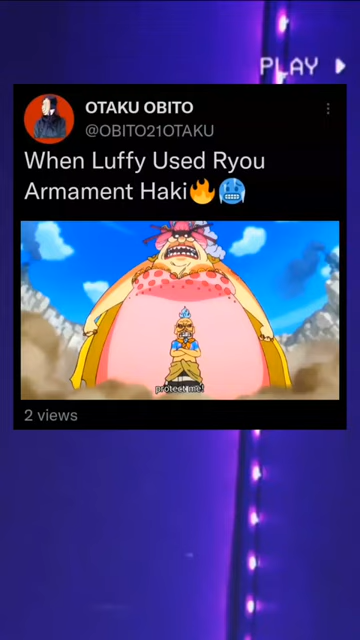 PLAY
OTAKU OBITO
@OBITO21OTAKU
When Luffy Used Ryou
Armament Haki🔥🥶
protect me!
2 views